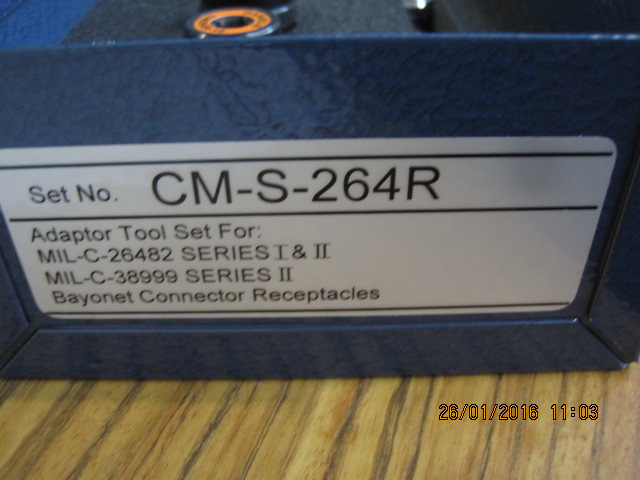 Set No. CM-S-264R
Adaptor Tool Set For:
MIL-C-26482 SERIES I & II
MIL-C-38999 SERIES II
Bayonet Connector Receptacles
26/01/2016 11:03